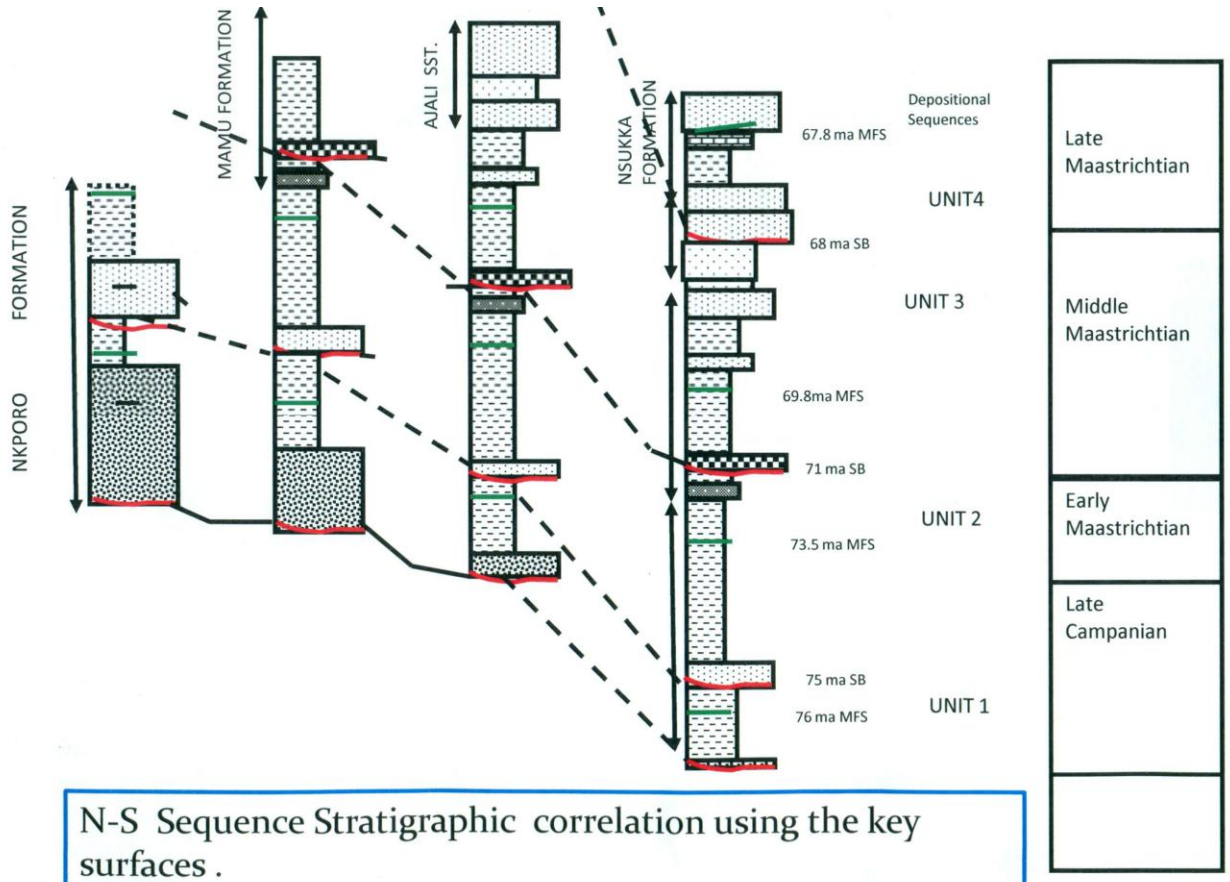 NKPORO FORMATION
MAMU FORMATION
AJALI SST.
NSUKA
FORMATION
Depositional
Sequences
67.8 ma MFS
UNIT4
68 ma SB
UNIT 3
69.8ma MFS
71 ma SB
UNIT 2
73.5 ma MFS
75 ma SB
UNIT 1
76 ma MFS
Late
Maastrichtian
Middle
Maastrichtian
Early
Maastrichtian
Late
Campanian
N-S Sequence Stratigraphic correlation using the key
surfaces .